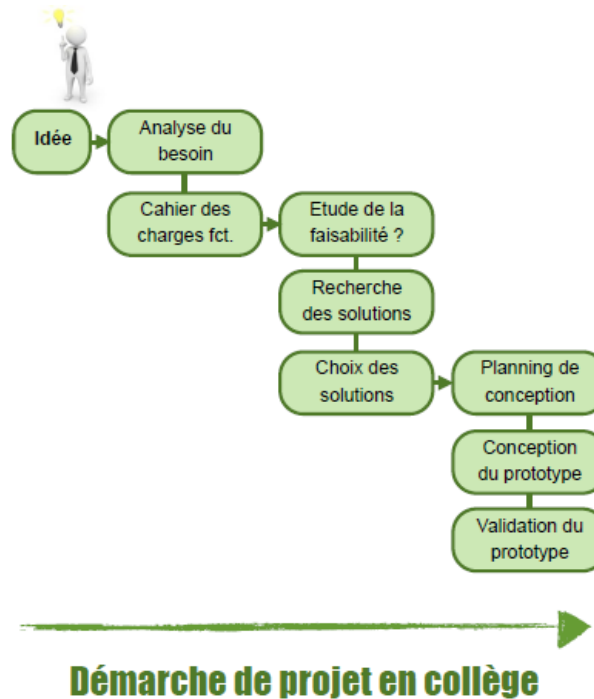 Idée
Analyse du
besoin
Cahier des
charges fct.
Etude de la
faisabilité ?
Recherche
des solutions
Choix des
solutions
Planning de
conception
Conception
du prototype
Validation du
prototype
Démarche de projet en collège